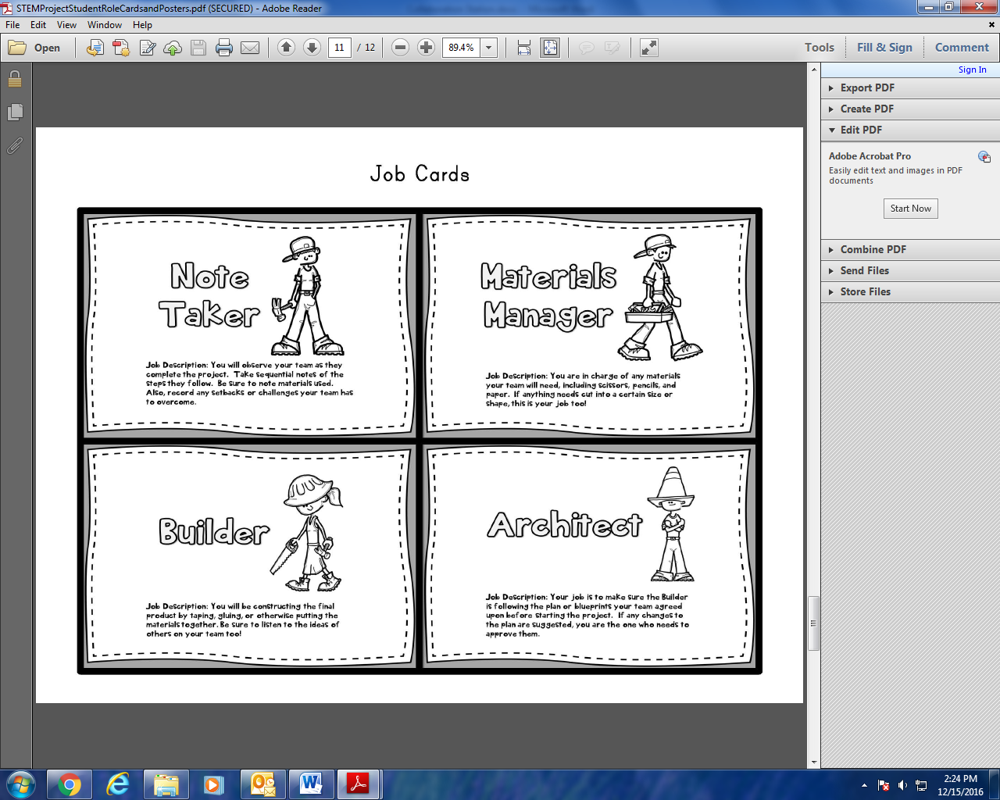 STEMProjectStudentRoleCardsandPosters.pdf (SECURED) - Adobe Reader
File Edit View Window Help
Open 11 / 12 89.4% Tools Fill & Sign Comment
Sign In
Export PDF
Create PDF
Edit PDF
Adobe Acrobat Pro
Easily edit text and images in PDF
documents
Start Now
Combine PDF
Send Files
Store Files
Job Cards
Note
Taker
Job Description: You will observe your team as they
complete the project. Take sequential notes of the
steps they follow. Be sure to note materials used.
Also, record any setbacks or challenges your team has
to overcome.
Materials
Manager
Job Description: You are in charge of any materials
your team will need, including scissors, pencils, and
paper. If anything needs cut into a certain size or
shape, this is your job too!
Builder
Job Description: You will be constructing the final
product by taping, gluing, or otherwise putting the
materials together. Be sure to listen to the ideas of
others on your team too!
Architect
Job Description: Your job is to make sure the Builder
is following the plan or blueprints your team agreed
upon before starting the project. If any changes to
the plan are suggested, you are the one who needs to
approve them.
2:24 PM
12/15/2016